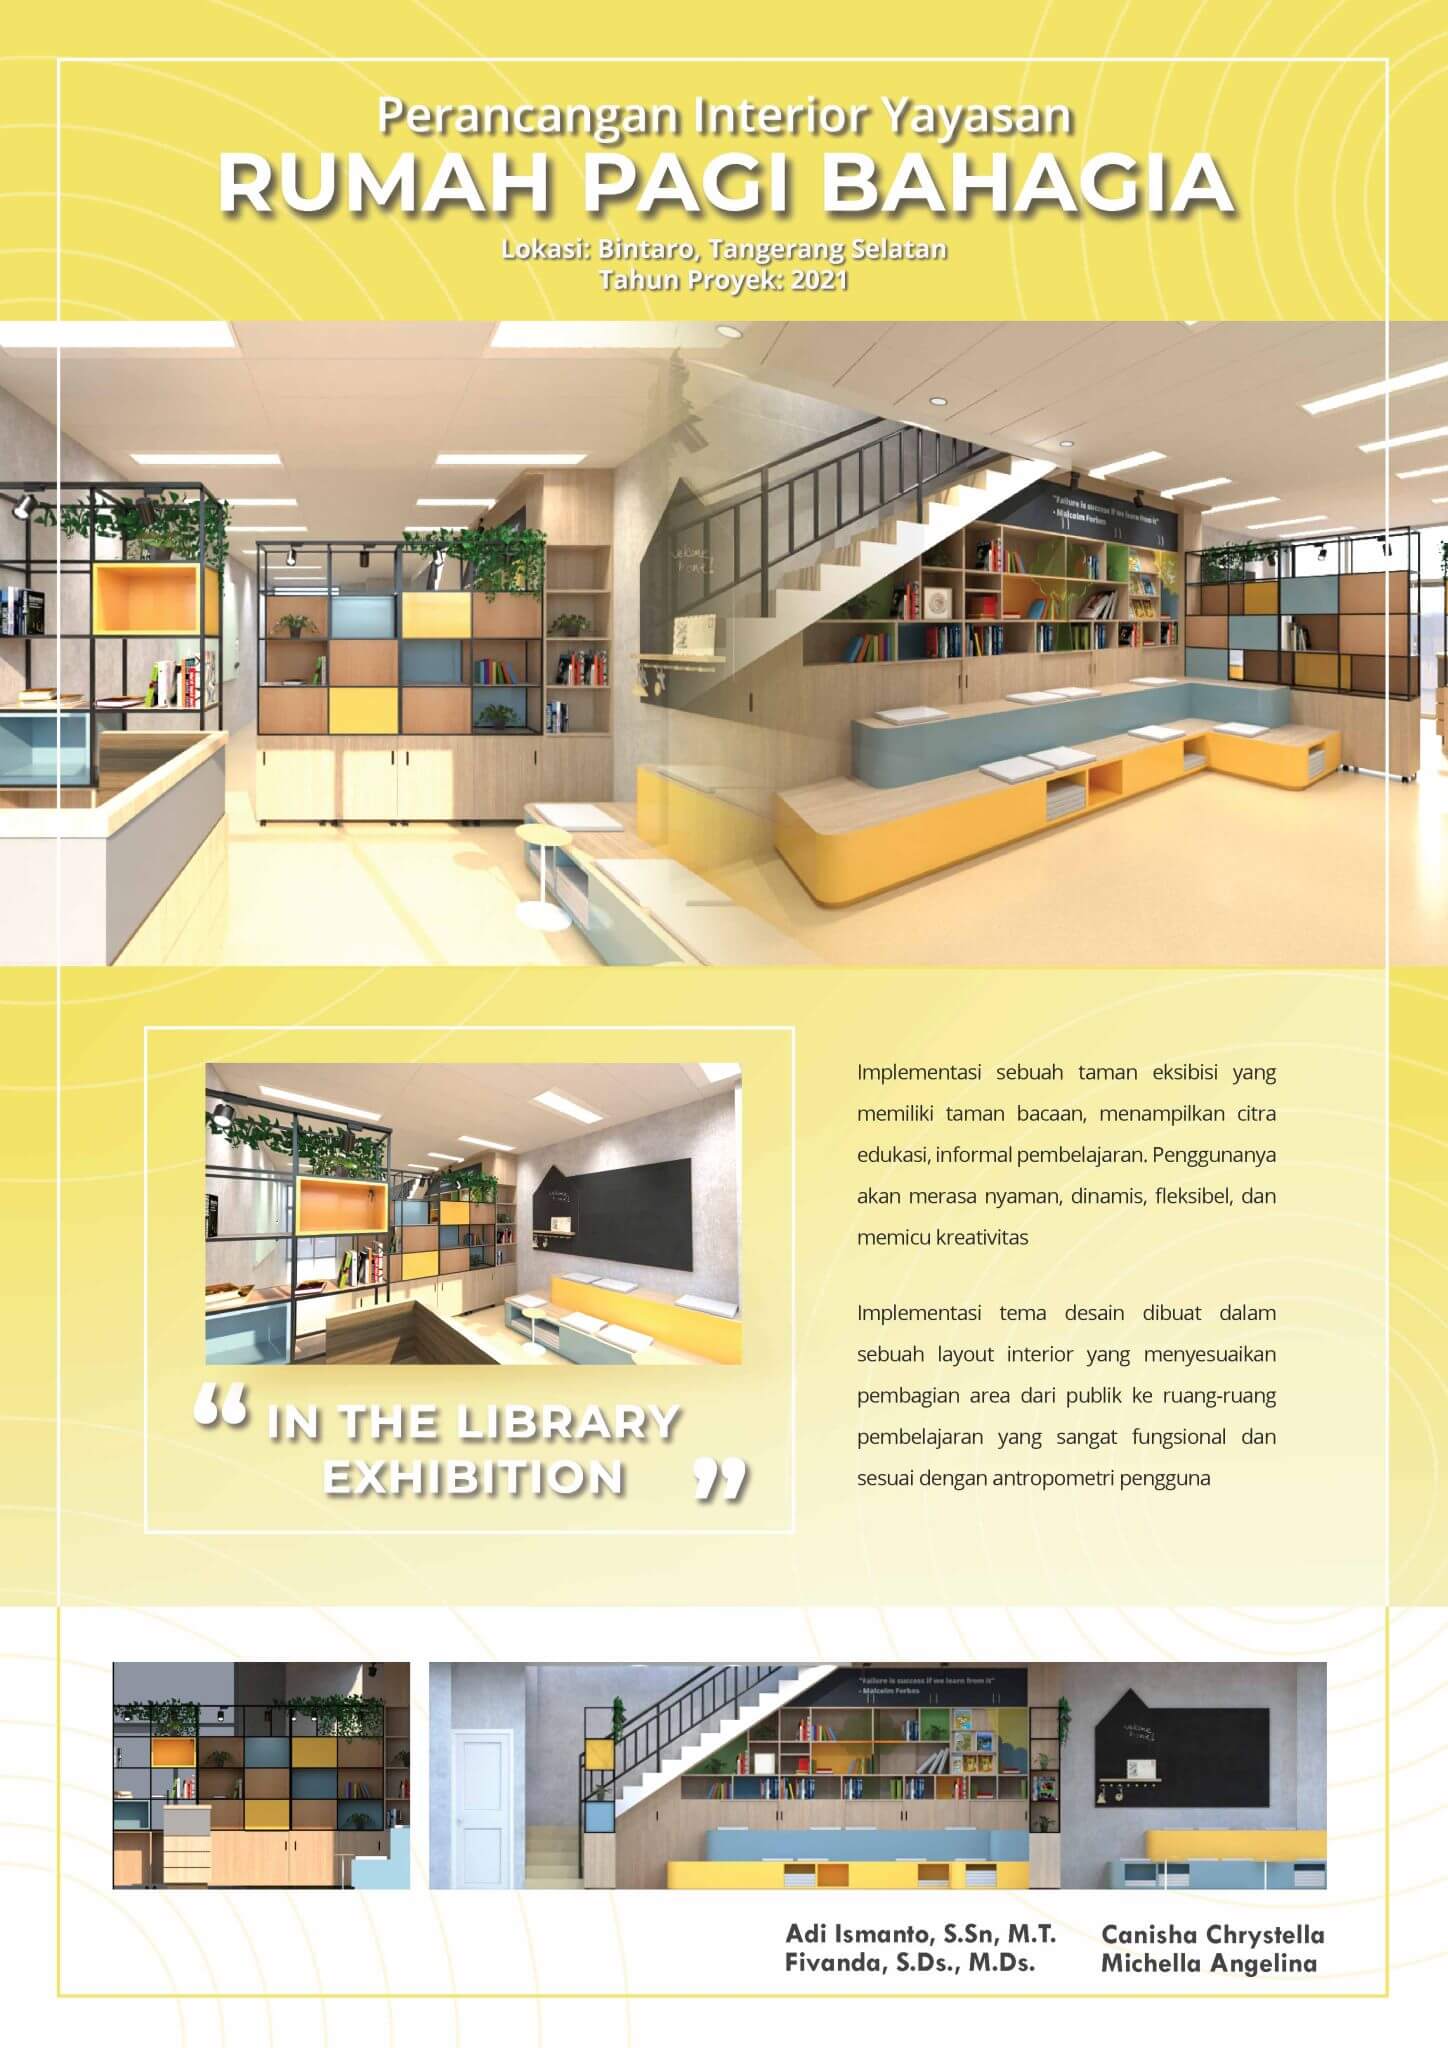 Perancangan Interior Yayasan
RUMAH PAGI BAHAGIA
Lokasi: Bintaro, Tangerang Selatan
Tahun Proyek: 2021
"Failure is success if we learn from it"
- Malcolm Forbes
welcome
home!
Implementasi sebuah taman eksibisi yang
memiliki taman bacaan, menampilkan citra
edukasi, informal pembelajaran. Penggunanya
akan merasa nyaman, dinamis, fleksibel, dan
memicu kreativitas
Implementasi tema desain dibuat dalam
sebuah layout interior yang menyesuaikan
pembagian area dari publik ke ruang-ruang
pembelajaran yang sangat fungsional dan
sesuai dengan antropometri pengguna
“ IN THE LIBRARY
EXHIBITION ”
"Failure is success if we learn from it"
- Malcolm Forbes
welcome
home!
Adi Ismanto, S.Sn, M.T.
Fivanda, S.Ds., M.Ds.
Canisha Chrystella
Michella Angelina